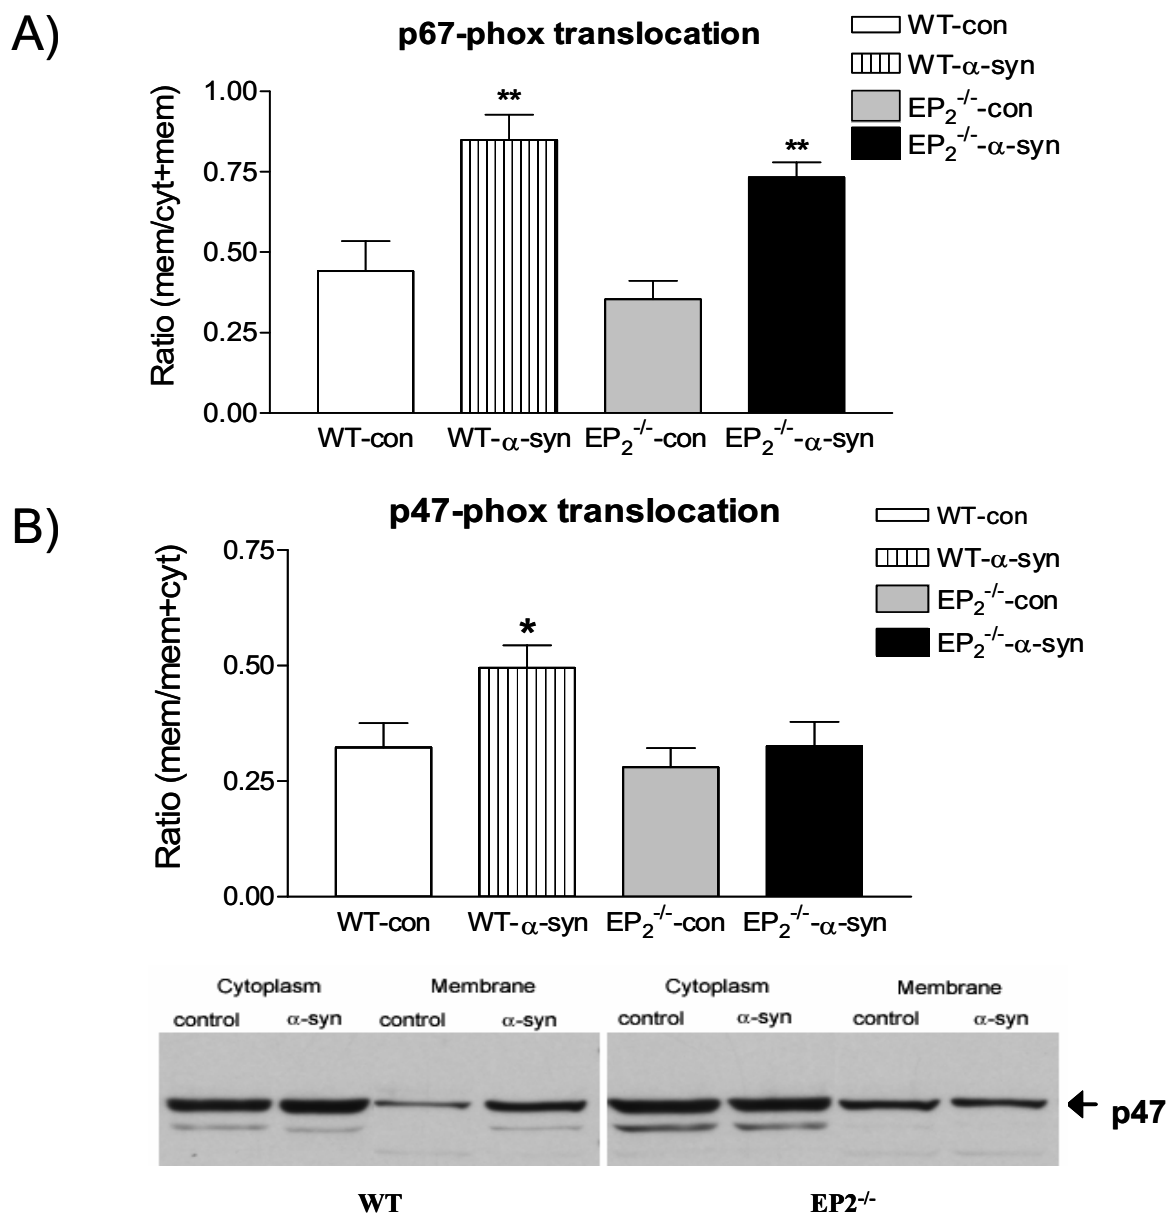 A)
p67-phox translocation
WT-con
WT-α-syn
EP₂⁻/⁻-con
EP₂⁻/⁻-α-syn
Ratio (mem/cyt+mem)
1.00
0.75
0.50
0.25
0.00
**
**
WT-con WT-α-syn EP₂⁻/⁻-con EP₂⁻/⁻-α-syn
B)
p47-phox translocation
WT-con
WT-α-syn
EP₂⁻/⁻-con
EP₂⁻/⁻-α-syn
Ratio (mem/mem+cyt)
0.75
0.50
0.25
0.00
*
WT-con WT-α-syn EP₂⁻/⁻-con EP₂⁻/⁻-α-syn
Cytoplasm Membrane Cytoplasm Membrane
control α-syn control α-syn control α-syn control α-syn
p47
WT EP2⁻/⁻